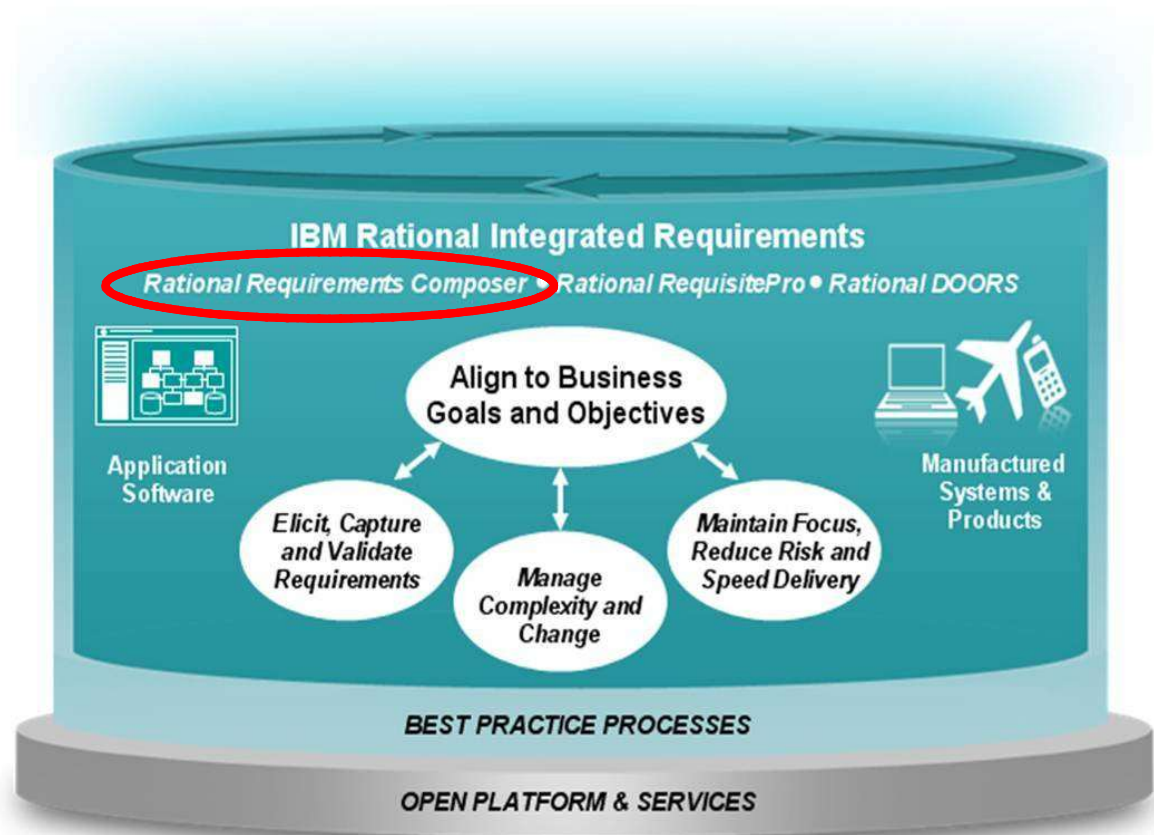 IBM Rational Integrated Requirements
Rational Requirements Composer • Rational RequisitePro • Rational DOORS
Align to Business
Goals and Objectives
Application
Software
Manufactured
Systems &
Products
Elicit, Capture
and Validate
Requirements
Manage
Complexity and
Change
Maintain Focus,
Reduce Risk and
Speed Delivery
BEST PRACTICE PROCESSES
OPEN PLATFORM & SERVICES